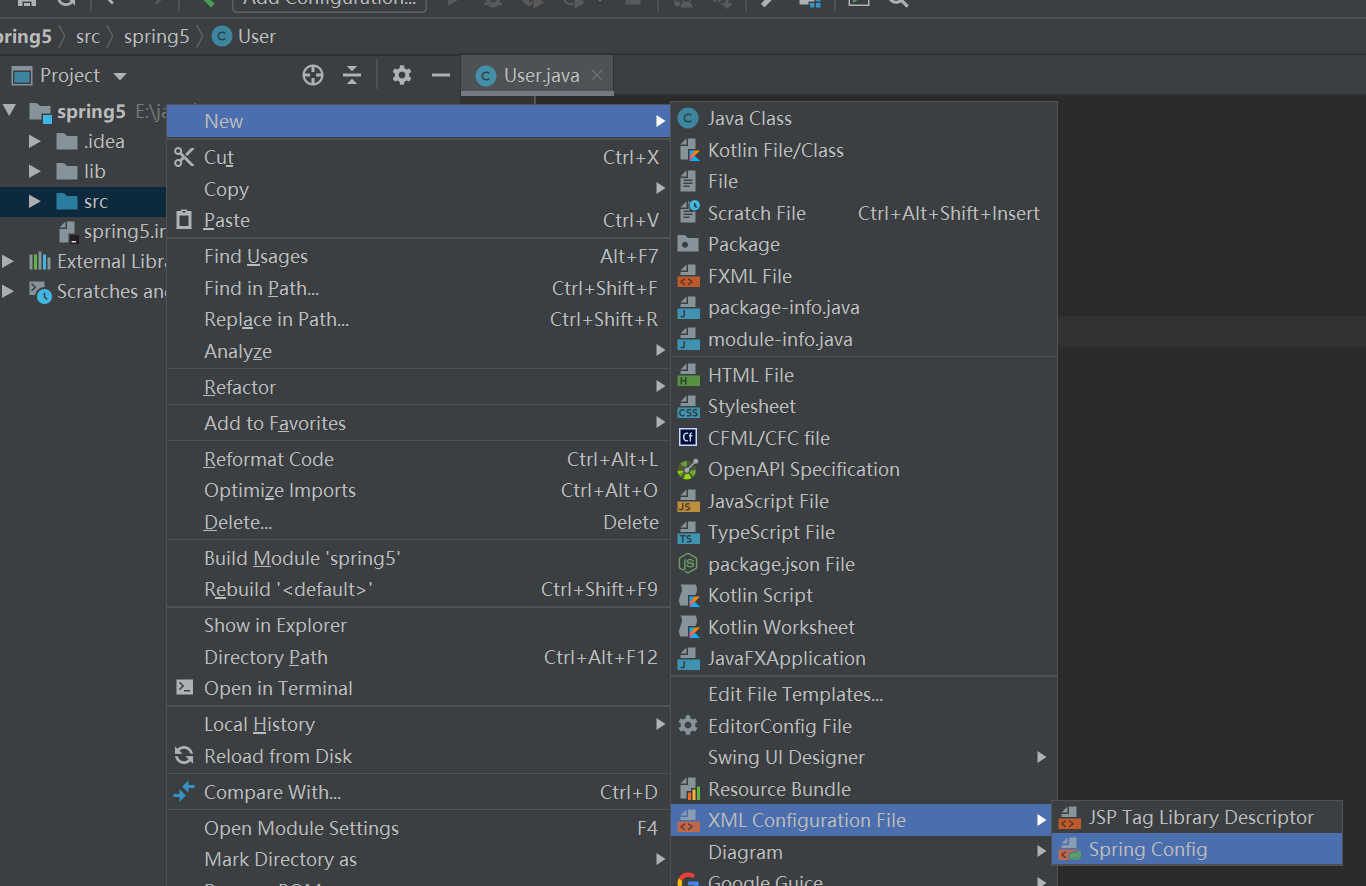 Add Configuration...
pring5 src spring5 User
Project
User.java
spring5 E:\ja
.idea
lib
src
spring5.i
External Libr
Scratches an
New
Cut Ctrl+X
Copy
Paste Ctrl+V
Find Usages Alt+F7
Find in Path... Ctrl+Shift+F
Replace in Path... Ctrl+Shift+R
Analyze
Refactor
Add to Favorites
Reformat Code Ctrl+Alt+L
Optimize Imports Ctrl+Alt+O
Delete... Delete
Build Module 'spring5'
Rebuild '<default>' Ctrl+Shift+F9
Show in Explorer
Directory Path Ctrl+Alt+F12
Open in Terminal
Local History
Reload from Disk
Compare With... Ctrl+D
Open Module Settings F4
Mark Directory as
Java Class
Kotlin File/Class
File
Scratch File Ctrl+Alt+Shift+Insert
Package
FXML File
package-info.java
module-info.java
HTML File
Stylesheet
CFML/CFC file
OpenAPI Specification
JavaScript File
TypeScript File
package.json File
Kotlin Script
Kotlin Worksheet
JavaFXApplication
Edit File Templates...
EditorConfig File
Swing UI Designer
Resource Bundle
XML Configuration File
Diagram
Google Guice
JSP Tag Library Descriptor
Spring Config